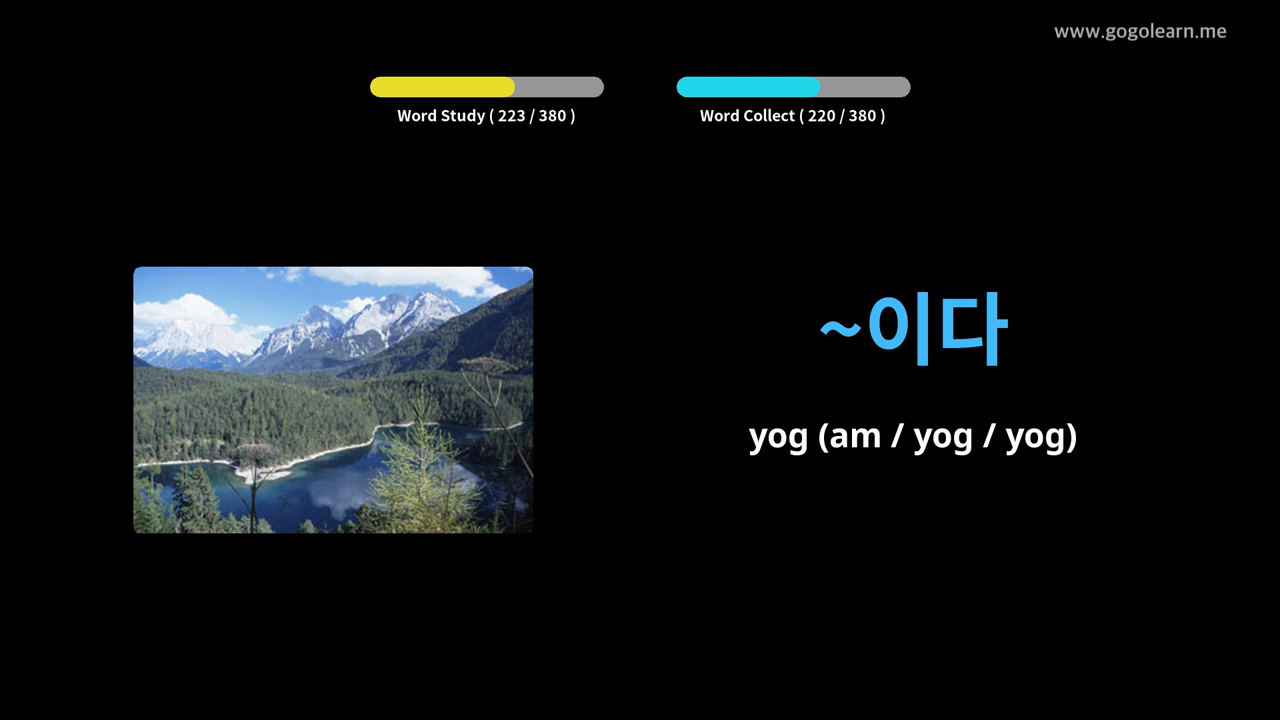 www.gogolearn.me
Word Study ( 223 / 380 )
Word Collect ( 220 / 380 )
~이다
yog (am / yog / yog)